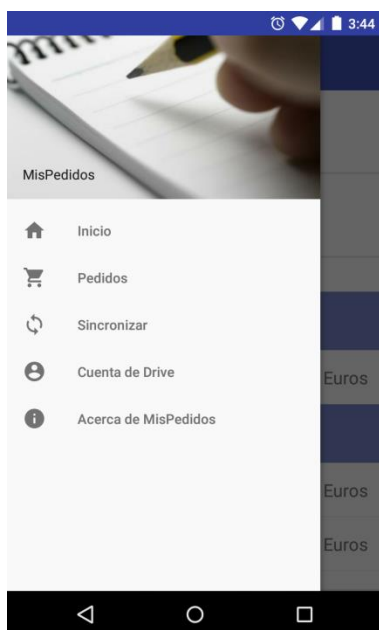 3:44
MisPedidos
Inicio
Pedidos
Sincronizar
Cuenta de Drive
Euros
Acerca de MisPedidos
Euros
Euros